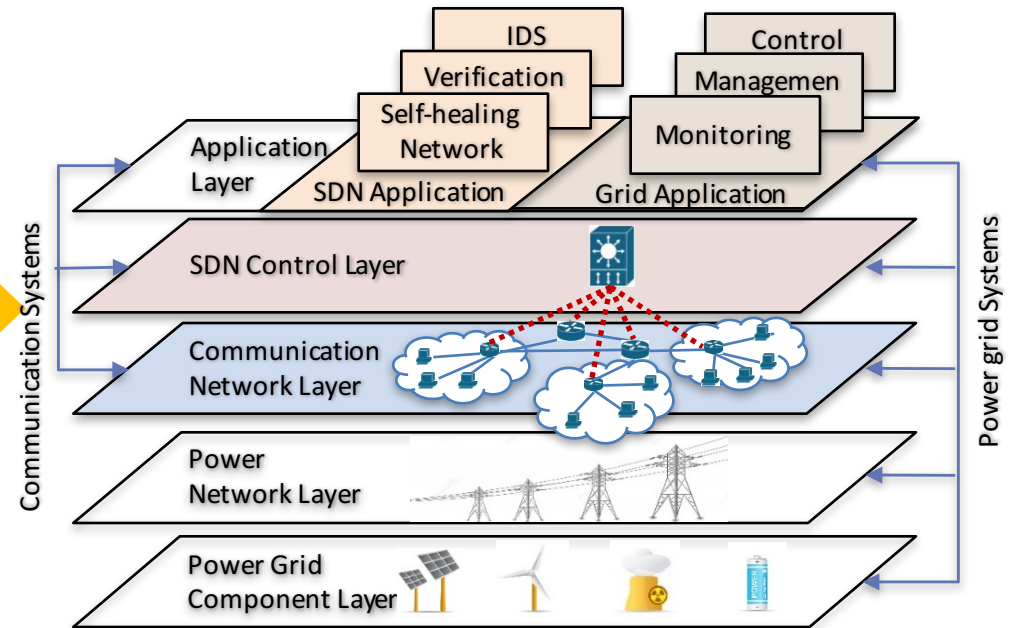 IDS
Verification
Self-healing
Network
Control
Managemen
Monitoring
Application
Layer
SDN Application
Grid Application
SDN Control Layer
Communication
Network Layer
Power
Network Layer
Power Grid
Component Layer
POWER
Communication Systems
Power grid Systems